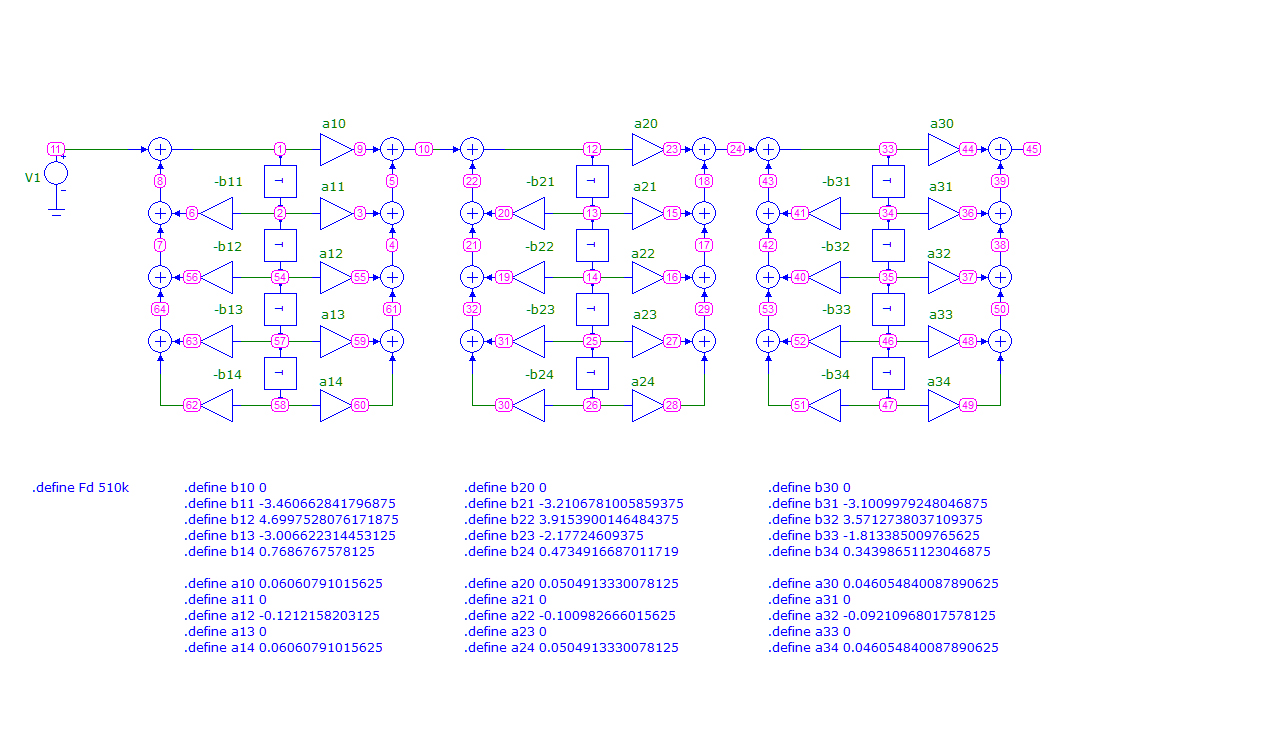 a10 a20 a30
11 1 9 10 12 23 24 33 44 45
+
V1
-
8 T 5 22 T 18 43 T 39
-b11 a11 -b21 a21 -b31 a31
6 2 3 20 13 15 41 34 36
7 T 4 21 T 17 42 T 38
-b12 a12 -b22 a22 -b32 a32
56 54 55 19 14 16 40 35 37
64 T 61 32 T 29 53 T 50
-b13 a13 -b23 a23 -b33 a33
63 57 59 31 25 27 52 46 48
T T T
-b14 a14 -b24 a24 -b34 a34
62 58 60 30 26 28 51 47 49
.define Fd 510k
.define b10 0
.define b11 -3.460662841796875
.define b12 4.6997528076171875
.define b13 -3.006622314453125
.define b14 0.7686767578125
.define a10 0.06060791015625
.define a11 0
.define a12 -0.1212158203125
.define a13 0
.define a14 0.06060791015625
.define b20 0
.define b21 -3.2106781005859375
.define b22 3.9153900146484375
.define b23 -2.17724609375
.define b24 0.4734916687011719
.define a20 0.0504913330078125
.define a21 0
.define a22 -0.100982666015625
.define a23 0
.define a24 0.0504913330078125
.define b30 0
.define b31 -3.1009979248046875
.define b32 3.5712738037109375
.define b33 -1.813385009765625
.define b34 0.34398651123046875
.define a30 0.046054840087890625
.define a31 0
.define a32 -0.09210968017578125
.define a33 0
.define a34 0.046054840087890625